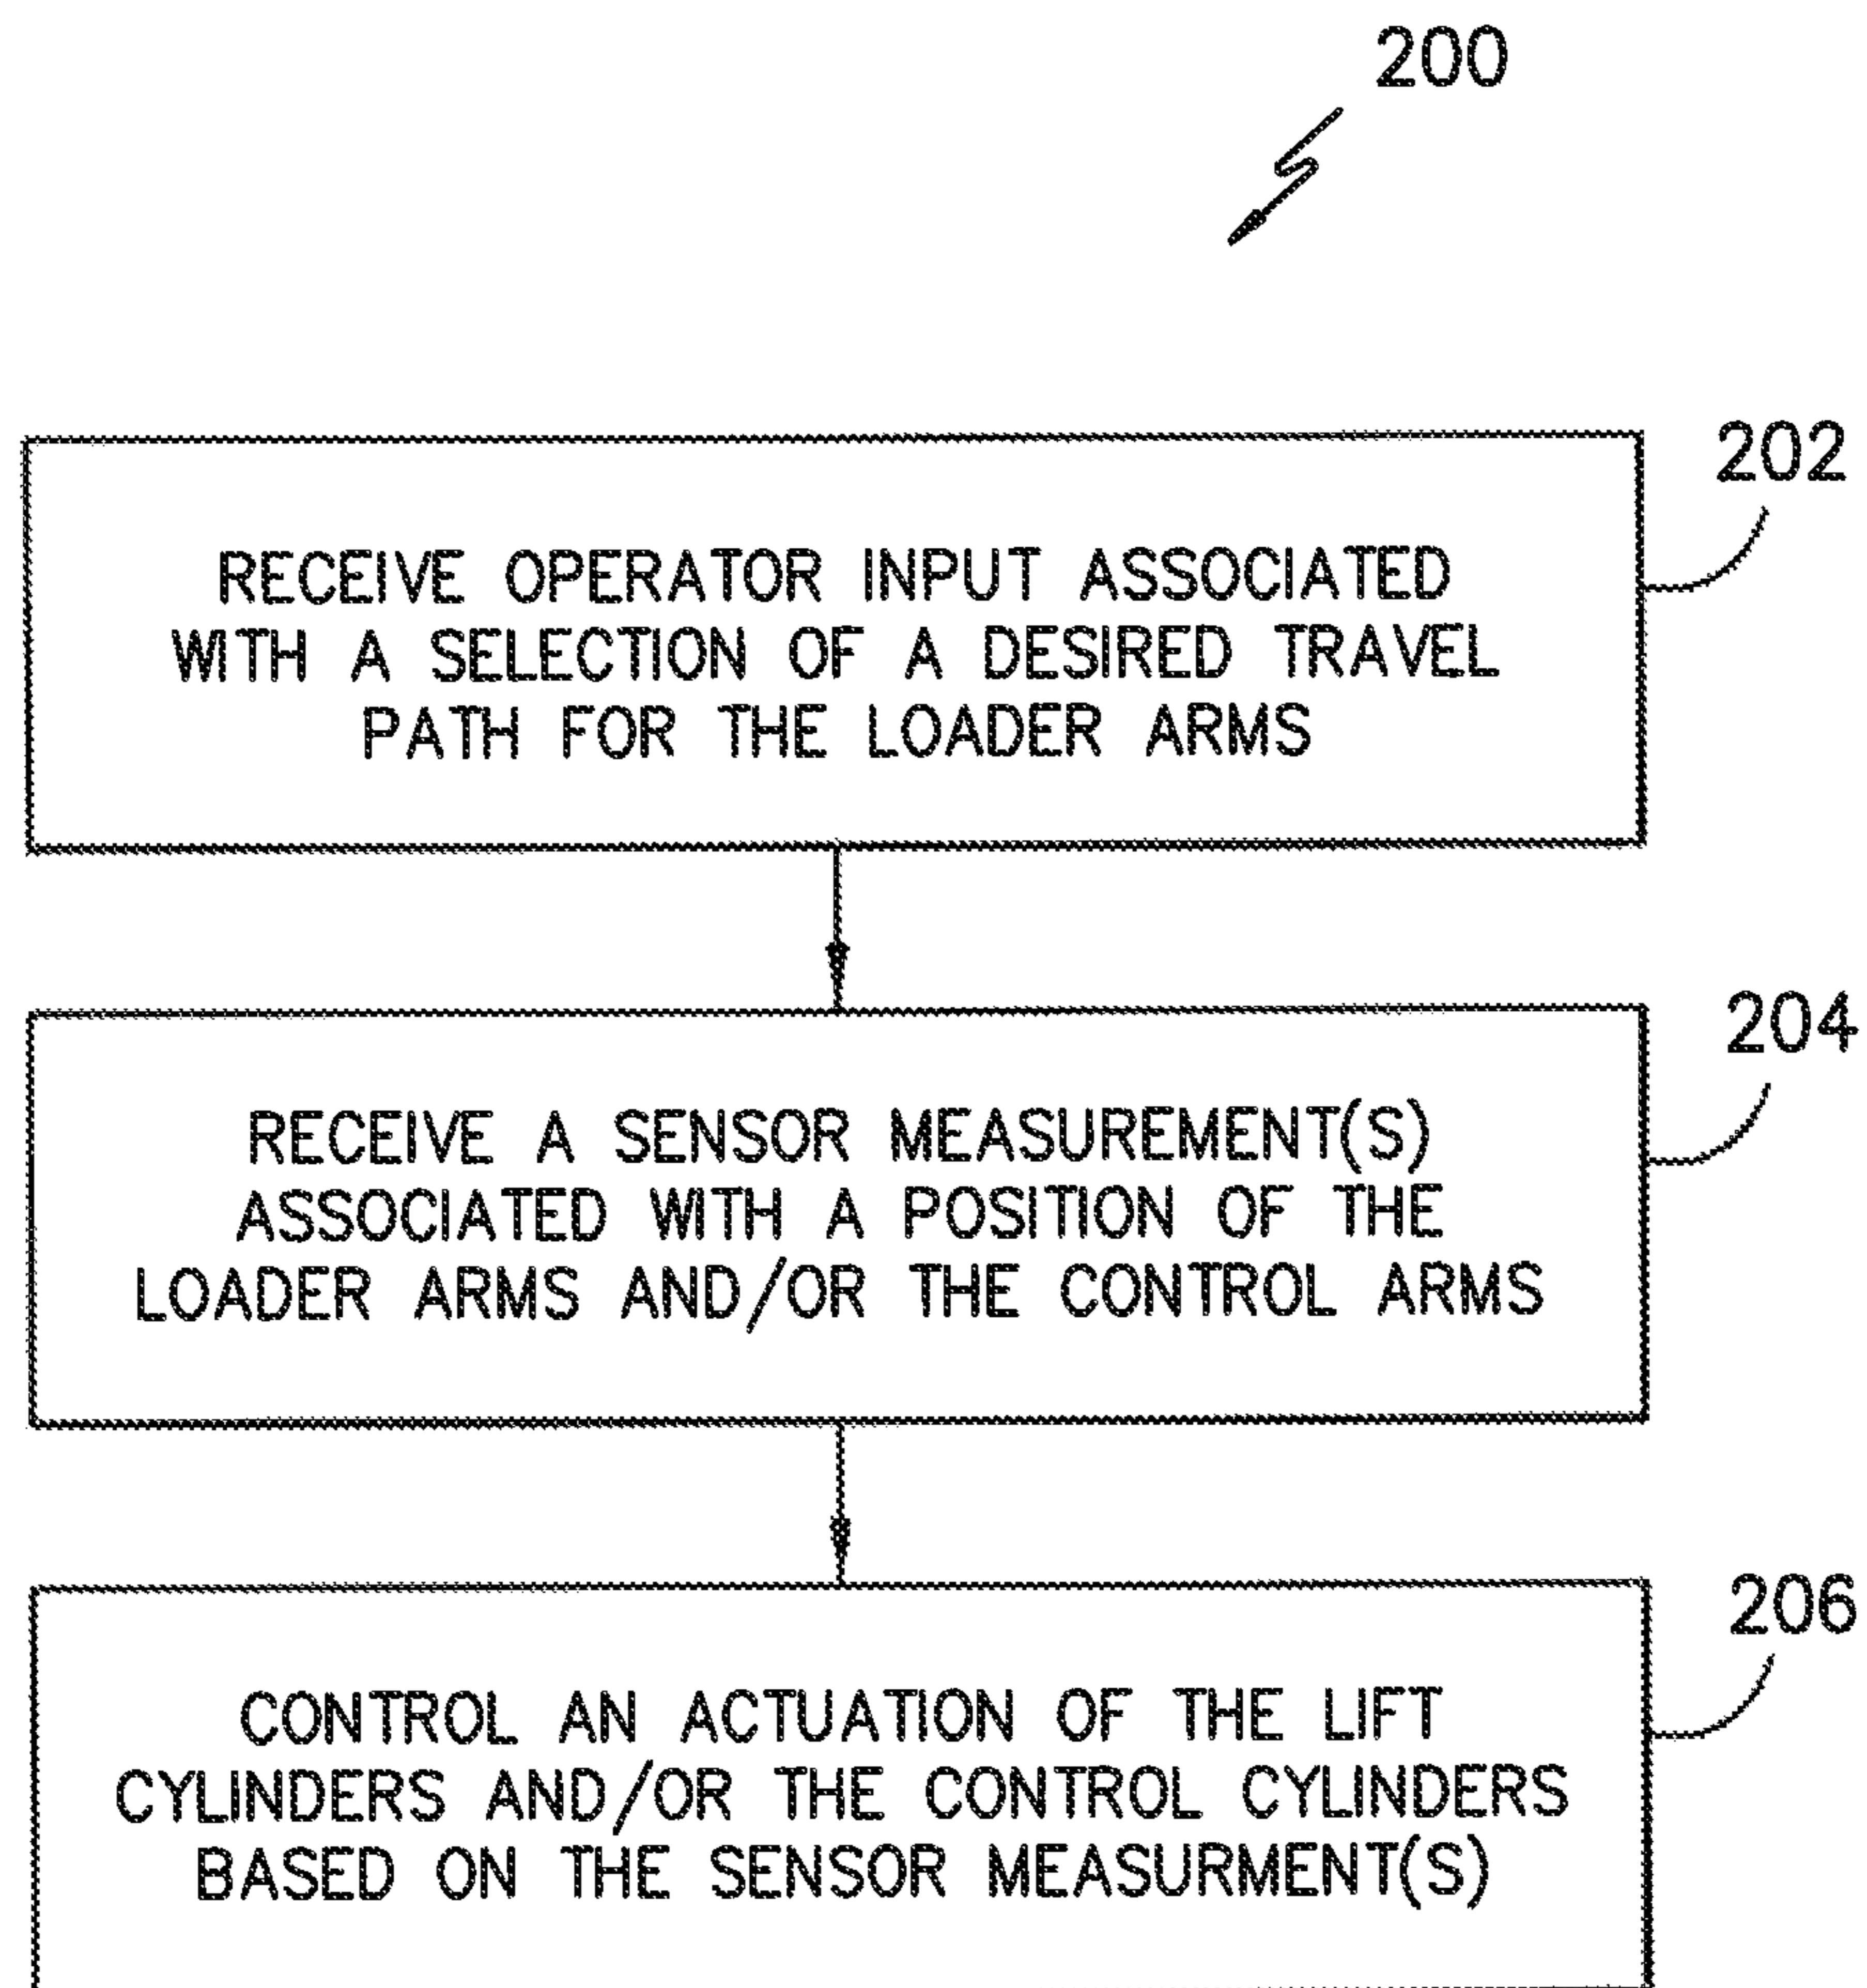 200
202
RECEIVE OPERATOR INPUT ASSOCIATED
WITH A SELECTION OF A DESIRED TRAVEL
PATH FOR THE LOADER ARMS
204
RECEIVE A SENSOR MEASUREMENT(S)
ASSOCIATED WITH A POSITION OF THE
LOADER ARMS AND/OR THE CONTROL ARMS
206
CONTROL AN ACTUATION OF THE LIFT
CYLINDERS AND/OR THE CONTROL CYLINDERS
BASED ON THE SENSOR MEASURMENT(S)